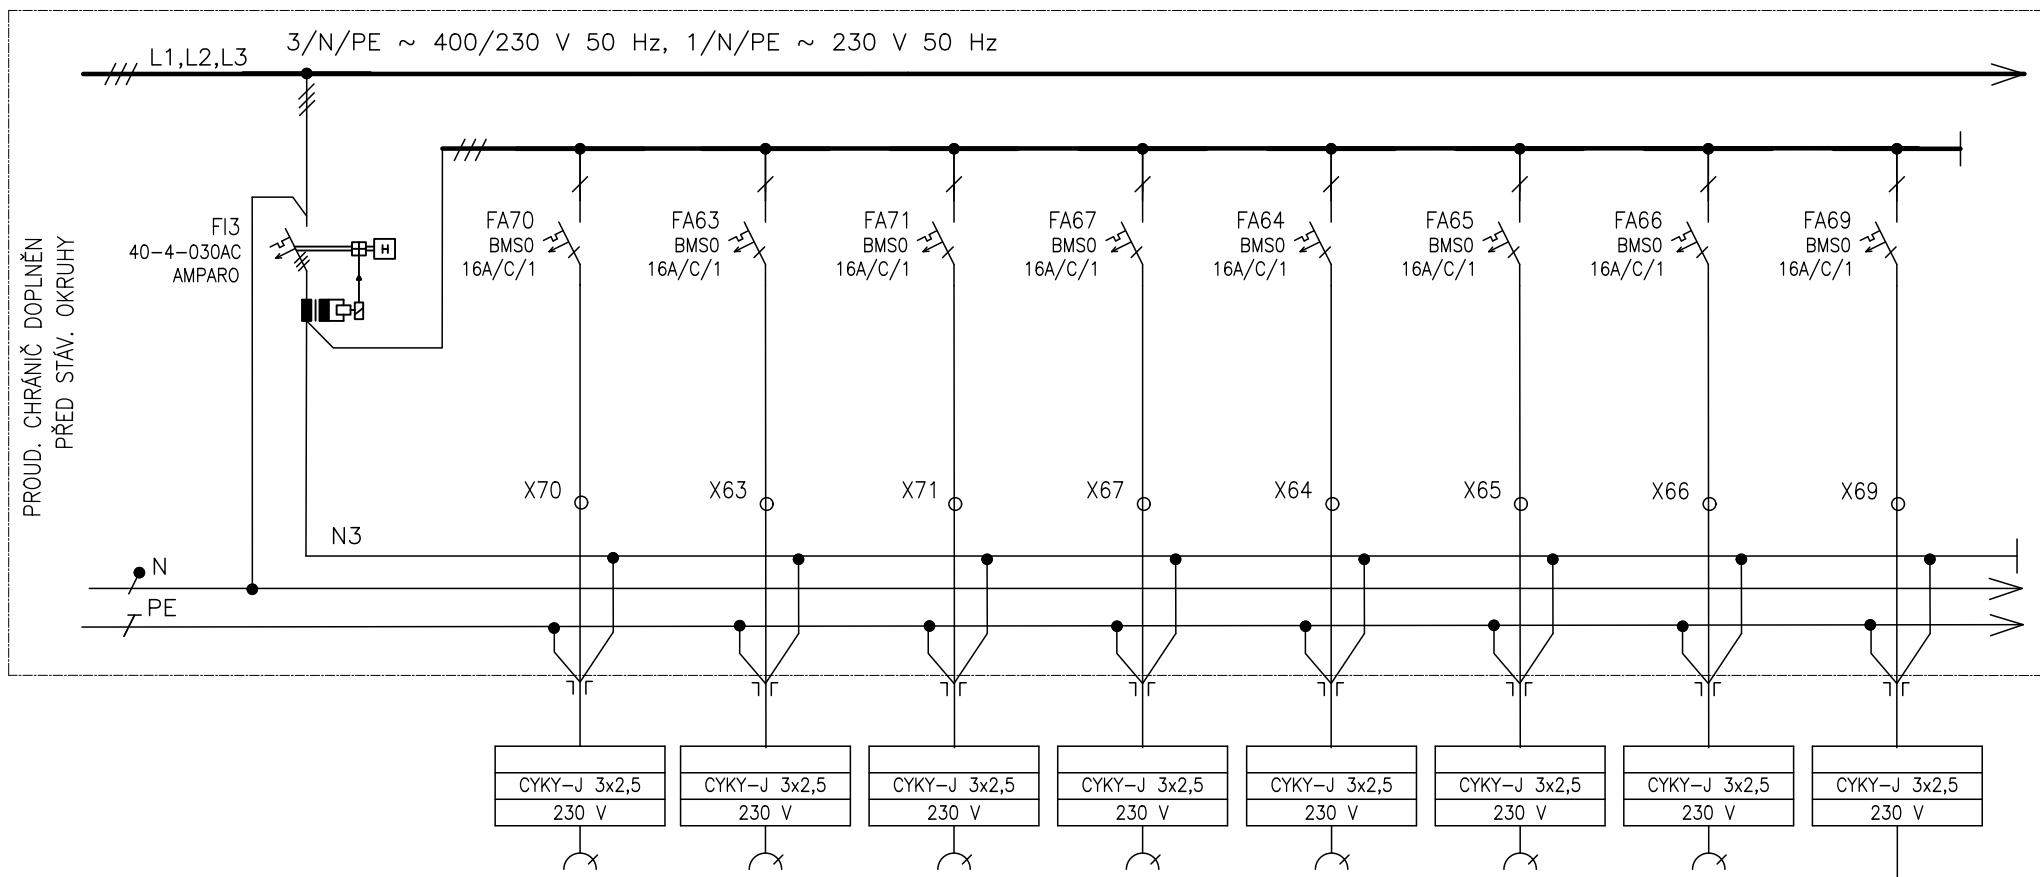 3/N/PE ~ 400/230 V 50 Hz, 1/N/PE ~ 230 V 50 Hz
L1,L2,L3
PROUD. CHRÁNIČ DOPLNĚN
PŘED STÁV. OKRUHY
FI3
40-4-030AC
AMPARO
H
FA70
BMS0
16A/C/1
FA63
BMS0
16A/C/1
FA71
BMS0
16A/C/1
FA67
BMS0
16A/C/1
FA64
BMS0
16A/C/1
FA65
BMS0
16A/C/1
FA66
BMS0
16A/C/1
FA69
BMS0
16A/C/1
X70
X63
X71
X67
X64
X65
X66
X69
N3
N
PE
CYKY-J 3x2,5
230 V
CYKY-J 3x2,5
230 V
CYKY-J 3x2,5
230 V
CYKY-J 3x2,5
230 V
CYKY-J 3x2,5
230 V
CYKY-J 3x2,5
230 V
CYKY-J 3x2,5
230 V
CYKY-J 3x2,5
230 V